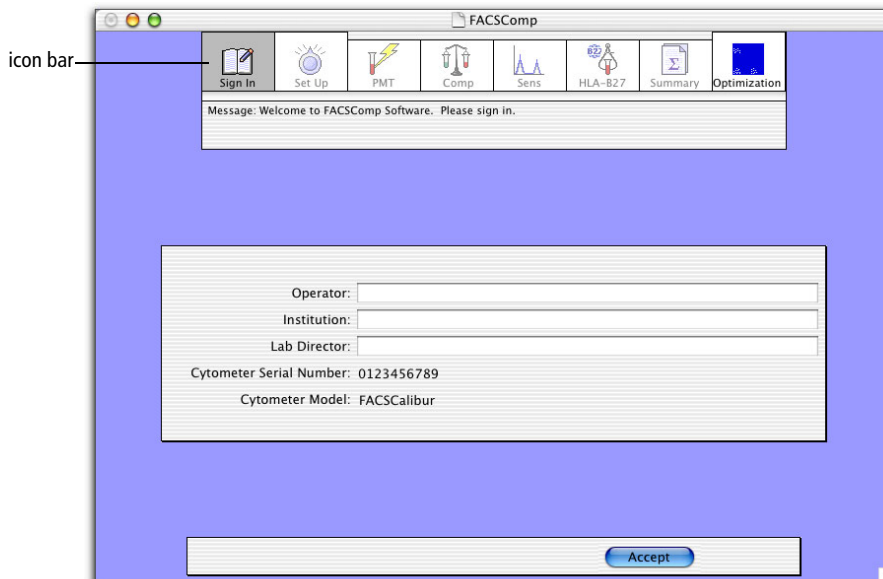 FACSComp
icon bar
B27
Σ
Sign In Set Up PMT Comp Sens HLA-B27 Summary Optimization
Message: Welcome to FACSComp Software. Please sign in.
Operator:
Institution:
Lab Director:
Cytometer Serial Number: 0123456789
Cytometer Model: FACSCalibur
Accept